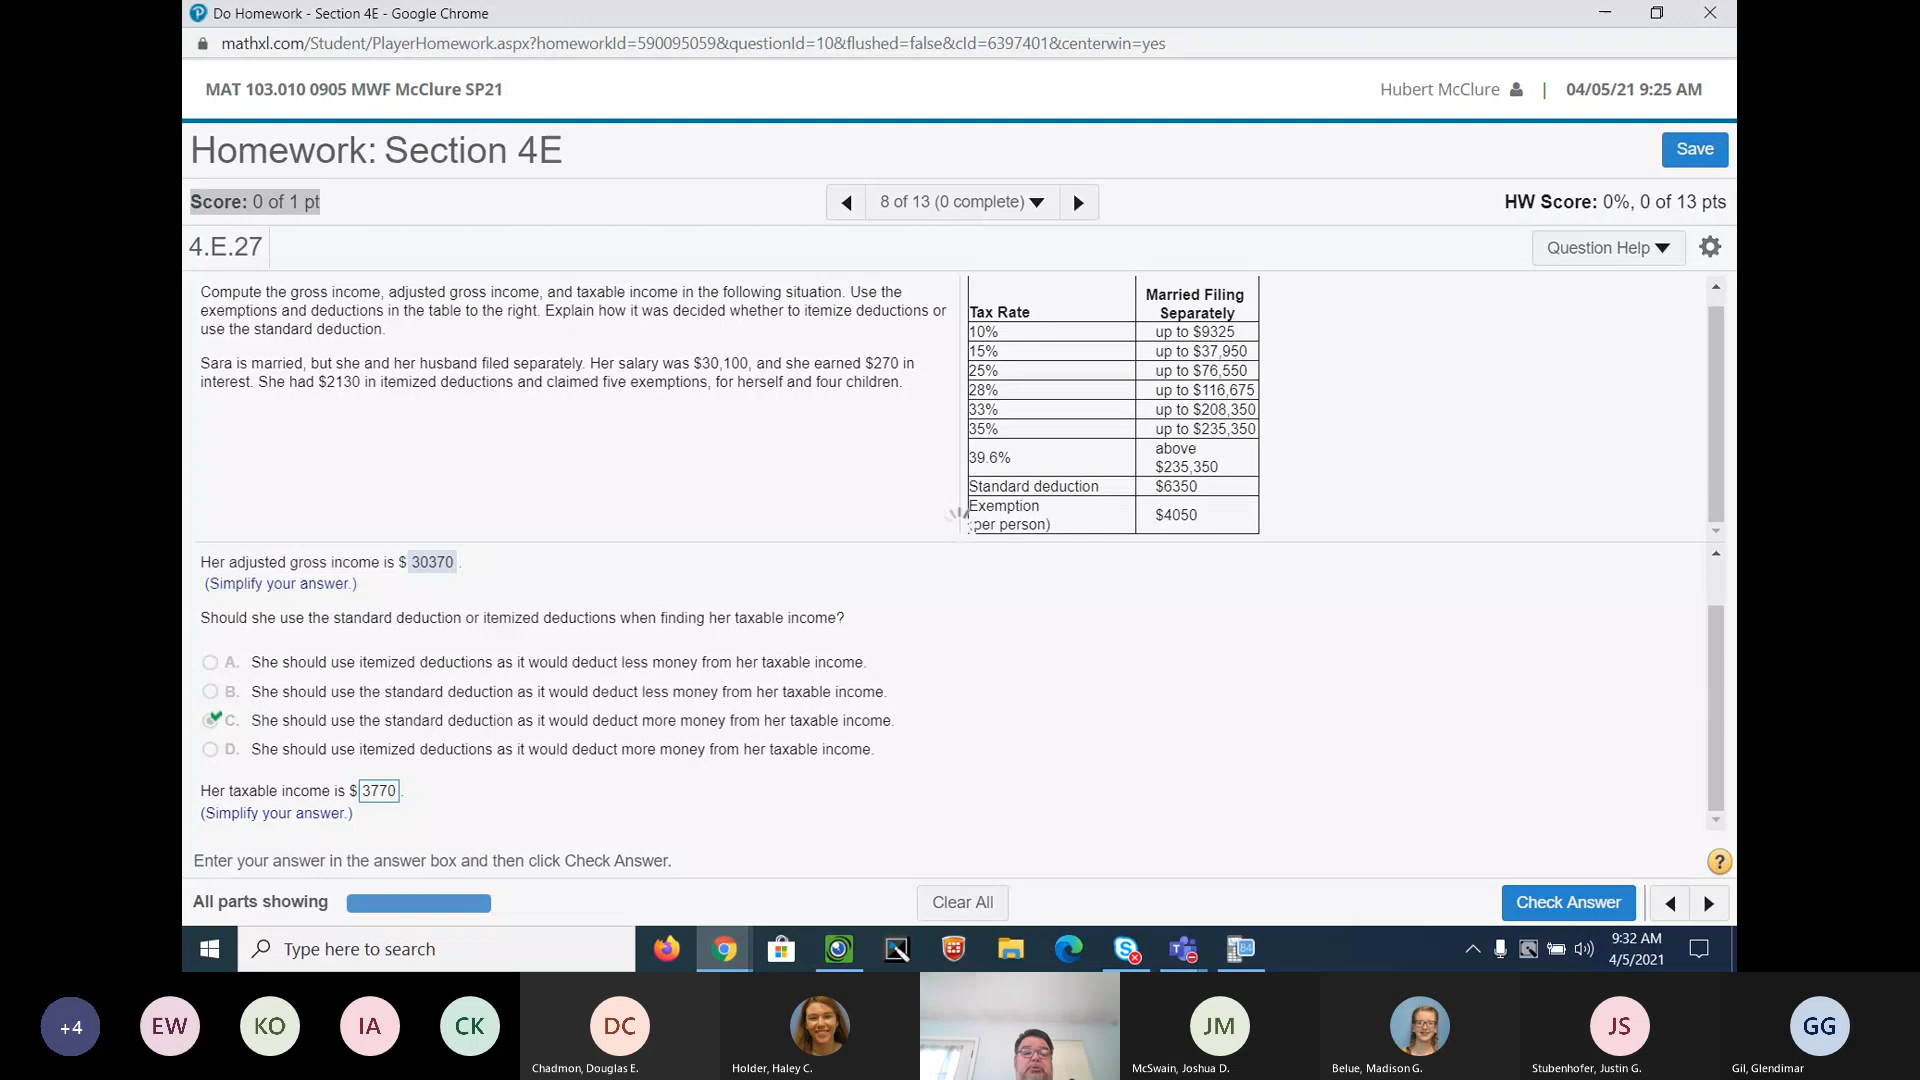 Do Homework - Section 4E - Google Chrome
mathxl.com/Student/PlayerHomework.aspx?homeworkId=590095059&questionId=10&flushed=false&cId=6397401&centerwin=yes
MAT 103.010 0905 MWF McClure SP21
Hubert McClure | 04/05/21 9:25 AM
Homework: Section 4E
Save
Score: 0 of 1 pt
8 of 13 (0 complete)
HW Score: 0%, 0 of 13 pts
4.E.27
Question Help
Compute the gross income, adjusted gross income, and taxable income in the following situation. Use the
exemptions and deductions in the table to the right. Explain how it was decided whether to itemize deductions or
use the standard deduction.
Sara is married, but she and her husband filed separately. Her salary was $30,100, and she earned $270 in
interest. She had $2130 in itemized deductions and claimed five exemptions, for herself and four children.
Married Filing
Tax Rate Separately
10% up to $9325
15% up to $37,950
25% up to $76,550
28% up to $116,675
33% up to $208,350
35% up to $235,350
39.6% above
$235,350
Standard deduction $6350
Exemption
per person) $4050
Her adjusted gross income is $ 30370 .
(Simplify your answer.)
Should she use the standard deduction or itemized deductions when finding her taxable income?
A. She should use itemized deductions as it would deduct less money from her taxable income.
B. She should use the standard deduction as it would deduct less money from her taxable income.
C. She should use the standard deduction as it would deduct more money from her taxable income.
D. She should use itemized deductions as it would deduct more money from her taxable income.
Her taxable income is $ 3770 .
(Simplify your answer.)
Enter your answer in the answer box and then click Check Answer.
?
All parts showing
Clear All
Check Answer
Type here to search
84
9:32 AM
4/5/2021
+4
EW
KO
IA
CK
DC
JM
JS
GG
Chadmon, Douglas E.
Holder, Haley C.
McSwain, Joshua D.
Belue, Madison G.
Stubenhofer, Justin G.
Gil, Glendimar